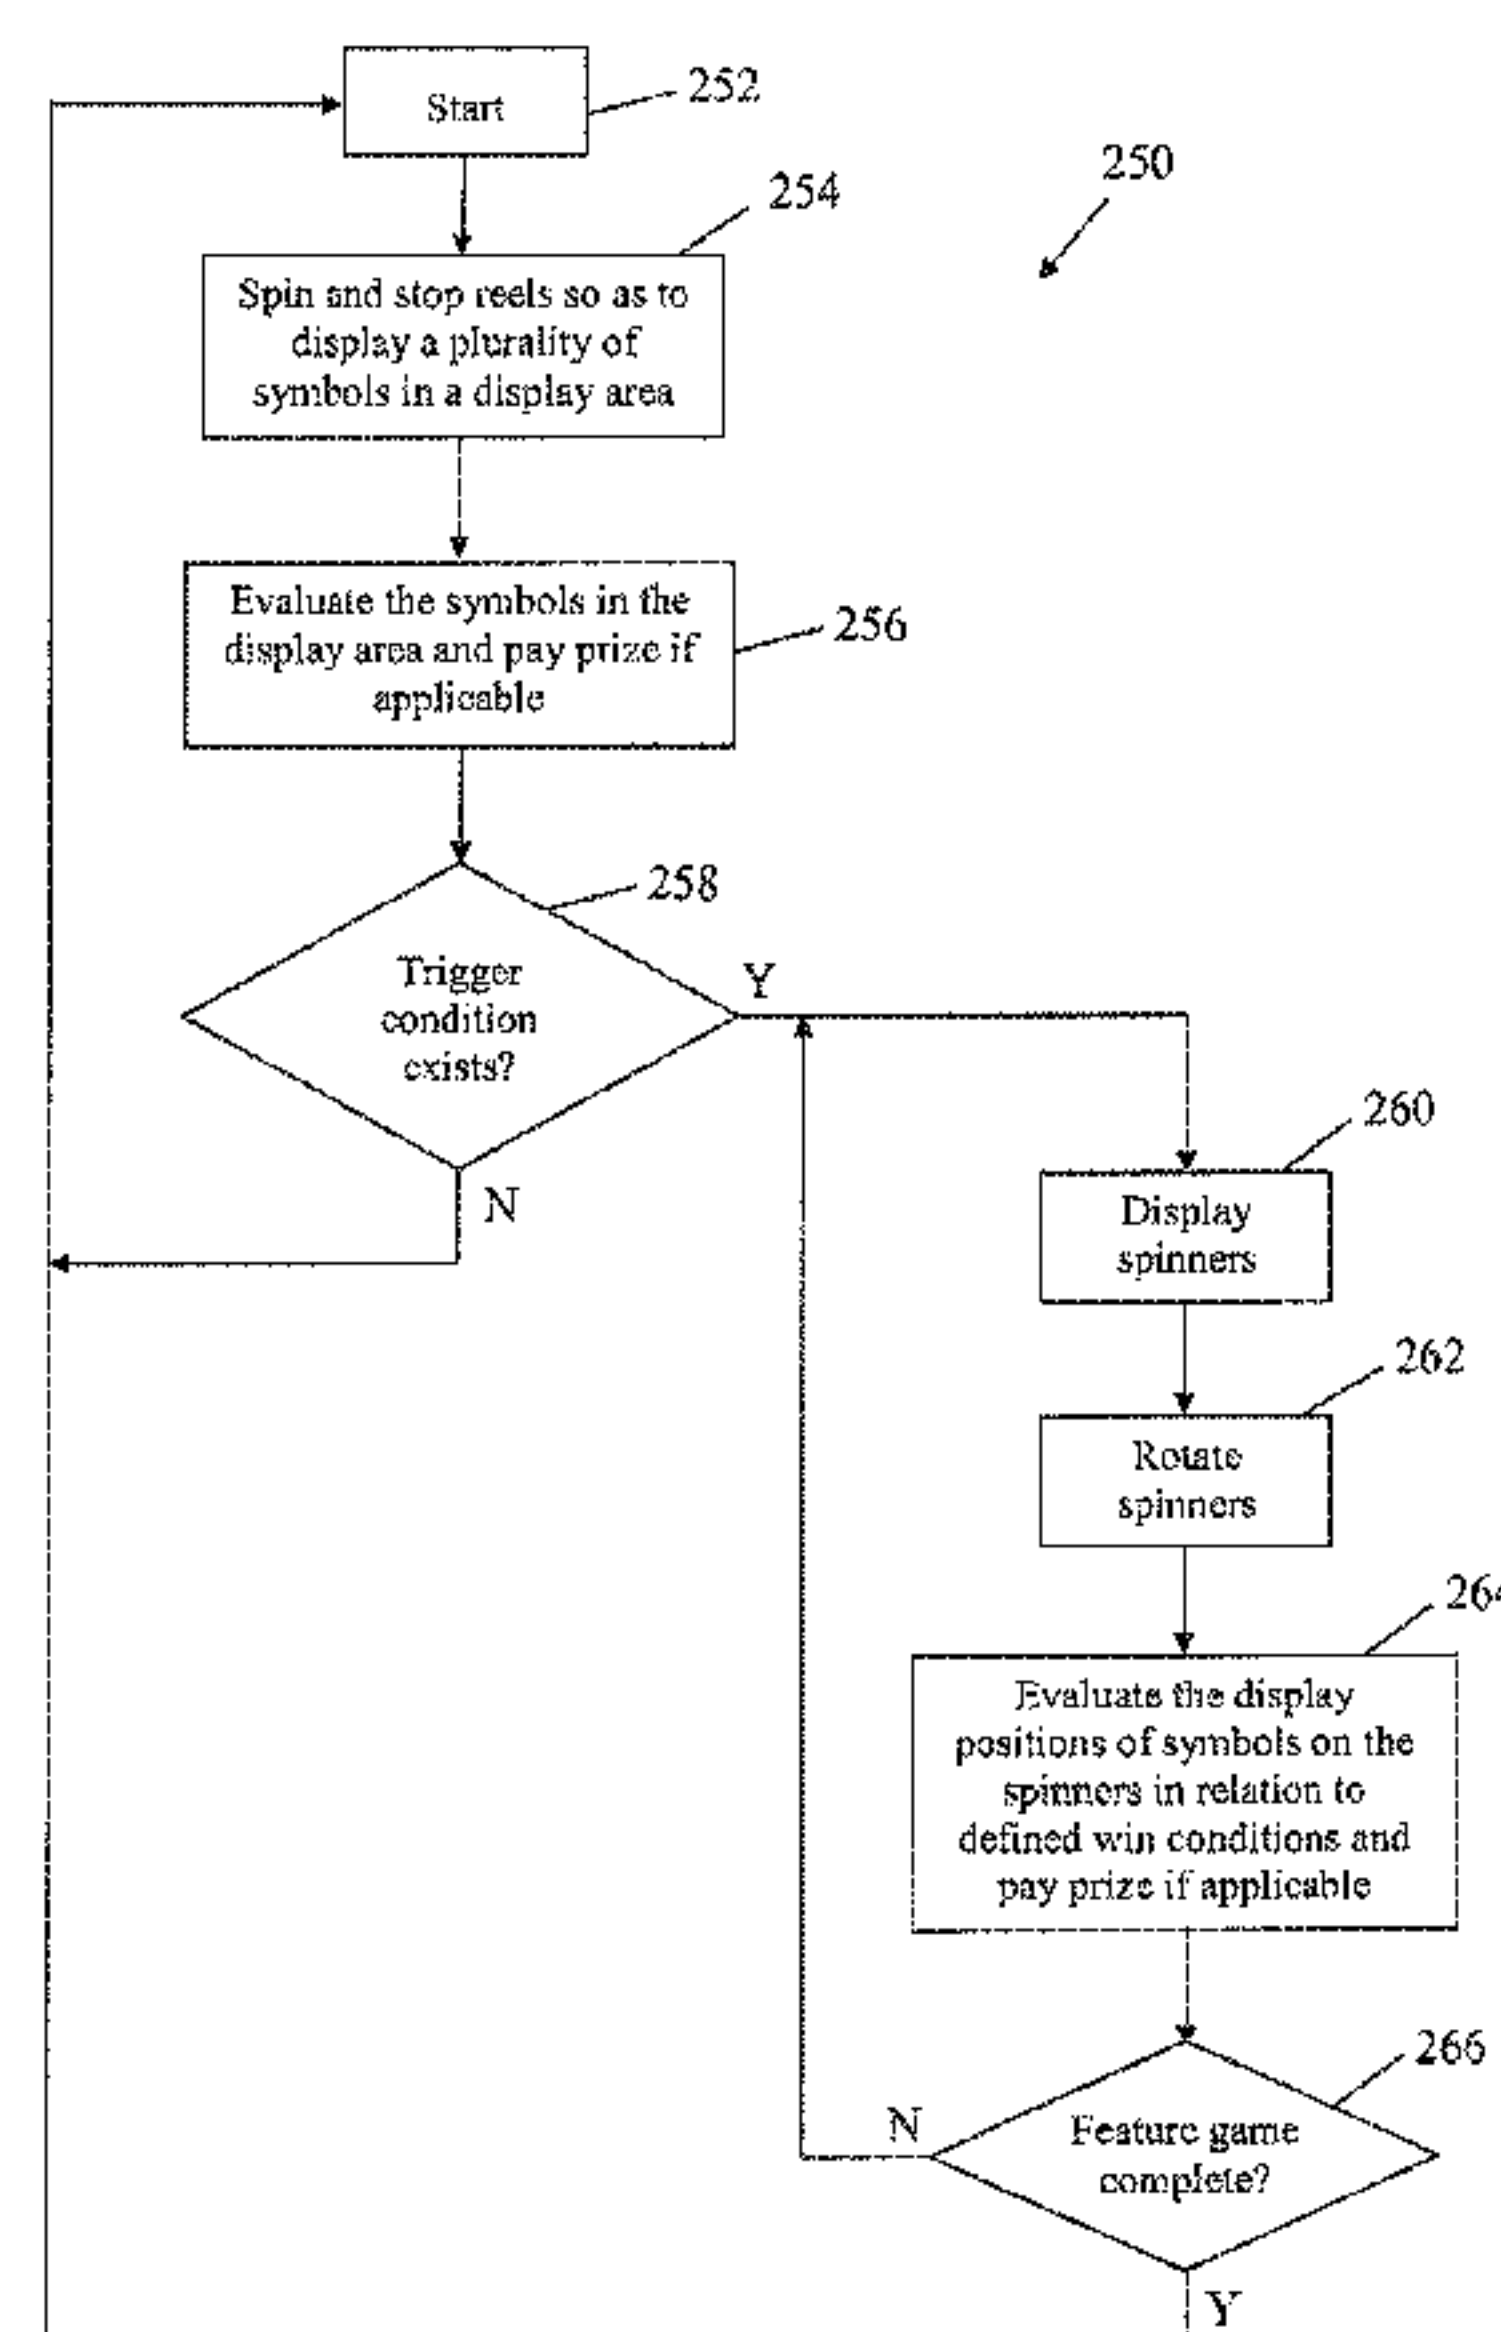 Start
252
250
254
Spin and stop reels so as to
display a plurality of
symbols in a display area
Evaluate the symbols in the
display area and pay prize if
applicable
256
258
Trigger
condition
exists?
Y
N
260
Display
spinners
262
Rotate
spinners
264
Evaluate the display
positions of symbols on the
spinners in relation to
defined win conditions and
pay prize if applicable
266
N
Feature game
complete?
Y